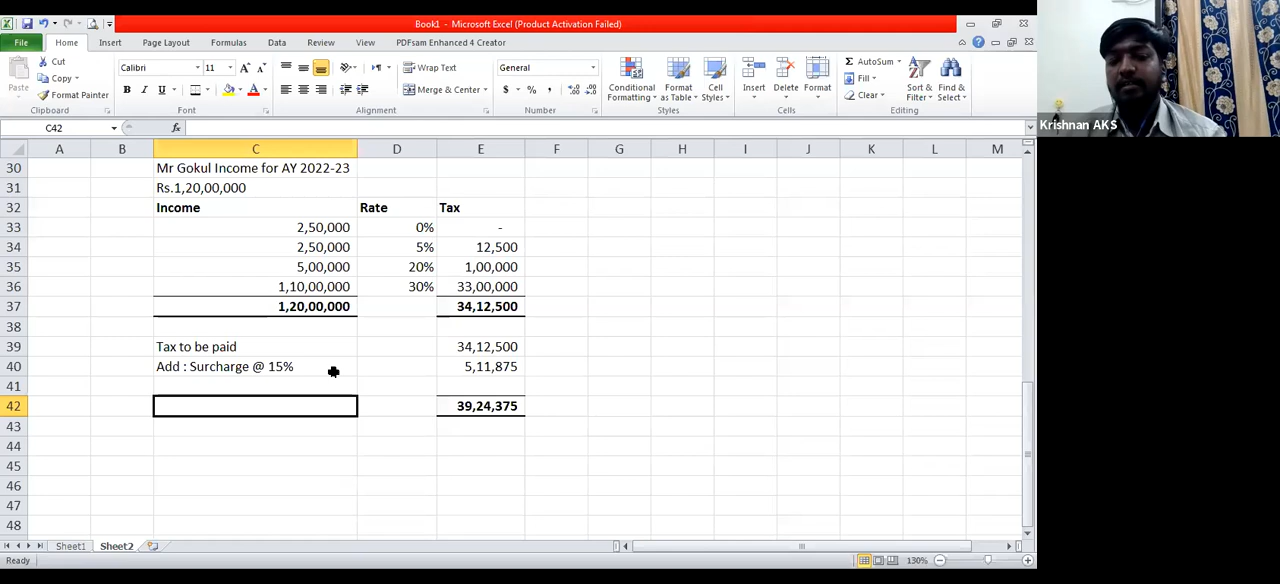 Book1 - Microsoft Excel (Product Activation Failed)
File Home Insert Page Layout Formulas Data Review View PDFsam Enhanced 4 Creator
Paste Cut Copy Format Painter Clipboard
Calibri 11 B I U A A A Font
Wrap Text Merge & Center Alignment
General $ % , Number
Conditional Formatting Format as Table Cell Styles Styles
Insert Delete Format Cells
Σ AutoSum Fill Clear Sort & Filter Find & Select Editing
Krishnan AKS
C42 fx
A B C D E F G H I J K L M
30 Mr Gokul Income for AY 2022-23
31 Rs.1,20,00,000
32 Income Rate Tax
33 2,50,000 0% -
34 2,50,000 5% 12,500
35 5,00,000 20% 1,00,000
36 1,10,00,000 30% 33,00,000
37 1,20,00,000 34,12,500
38
39 Tax to be paid 34,12,500
40 Add : Surcharge @ 15% 5,11,875
41
42 39,24,375
43
44
45
46
47
48
Sheet1 Sheet2
Ready 130%